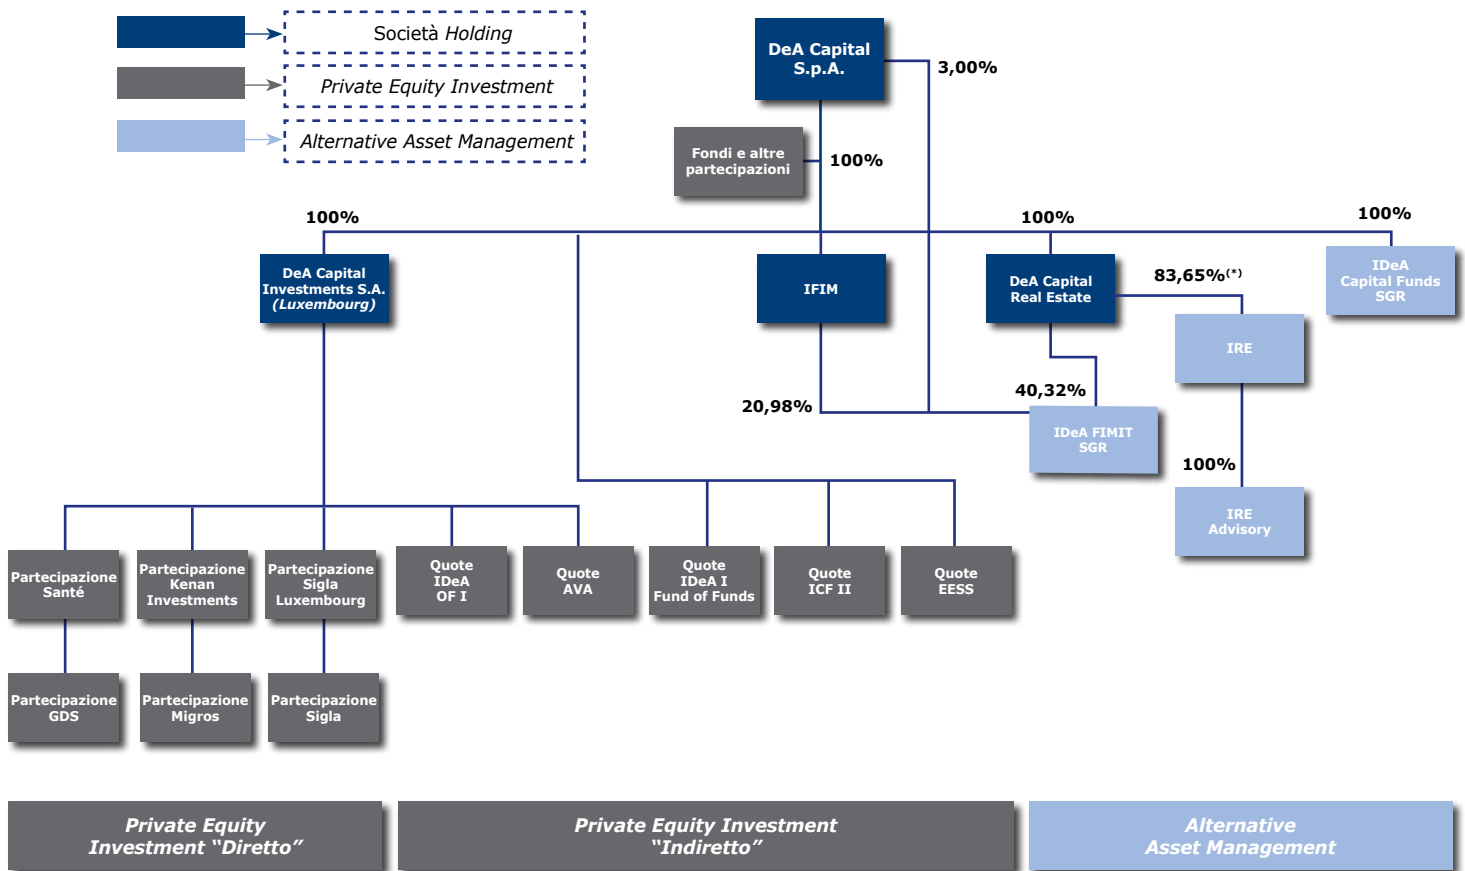 Società Holding
Private Equity Investment
Alternative Asset Management
DeA Capital
S.p.A.
3,00%
Fondi e altre
partecipazioni
100%
100%
100%
100%
DeA Capital
Investments S.A.
(Luxembourg)
IFIM
DeA Capital
Real Estate
83,65%(*)
IDeA
Capital Funds
SGR
IRE
20,98%
40,32%
IDeA FIMIT
SGR
100%
IRE
Advisory
Partecipazione
Santé
Partecipazione
Kenan
Investments
Partecipazione
Sigla
Luxembourg
Quote
IDeA
OF I
Quote
AVA
Quote
IDeA I
Fund of Funds
Quote
ICF II
Quote
EESS
Partecipazione
GDS
Partecipazione
Migros
Partecipazione
Sigla
Private Equity
Investment “Diretto”
Private Equity Investment
“Indiretto”
Alternative
Asset Management